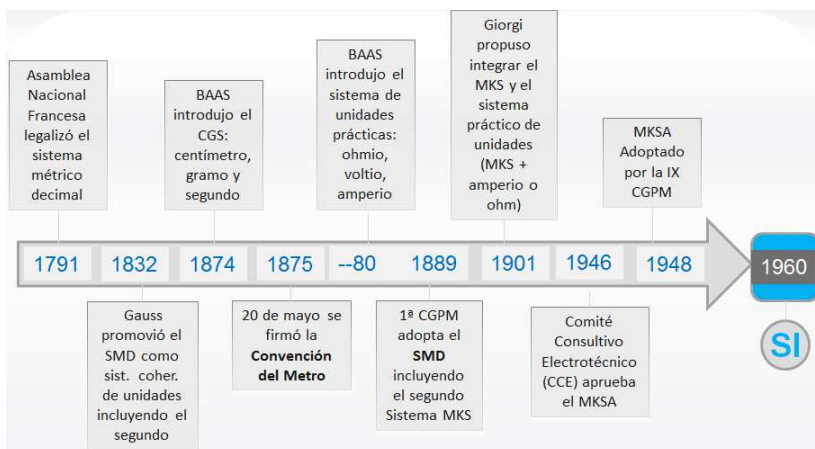 Asamblea
Nacional
Francesa
legalizó el
sistema
métrico
decimal
BAAS
introdujo el
CGS:
centímetro,
gramo y
segundo
BAAS
introdujo el
sistema de
unidades
prácticas:
ohmio,
voltio,
amperio
Giorgi
propuso
integrar el
MKS y el
sistema
práctico de
unidades
(MKS +
amperio o
ohm)
MKSA
Adoptado
por la IX
CGPM
1791 1832 1874 1875 --80 1889 1901 1946 1948 1960
SI
Gauss
promovió el
SMD como
sist. coher.
de unidades
incluyendo el
segundo
20 de mayo se
firmó la
Convención
del Metro
1ª CGPM
adopta el
SMD
incluyendo
el segundo
Sistema MKS
Comité
Consultivo
Electrotécnico
(CCE) aprueba
el MKSA